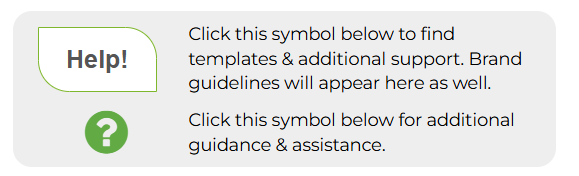 Help!
Click this symbol below to find
templates & additional support. Brand
guidelines will appear here as well.
?
Click this symbol below for additional
guidance & assistance.